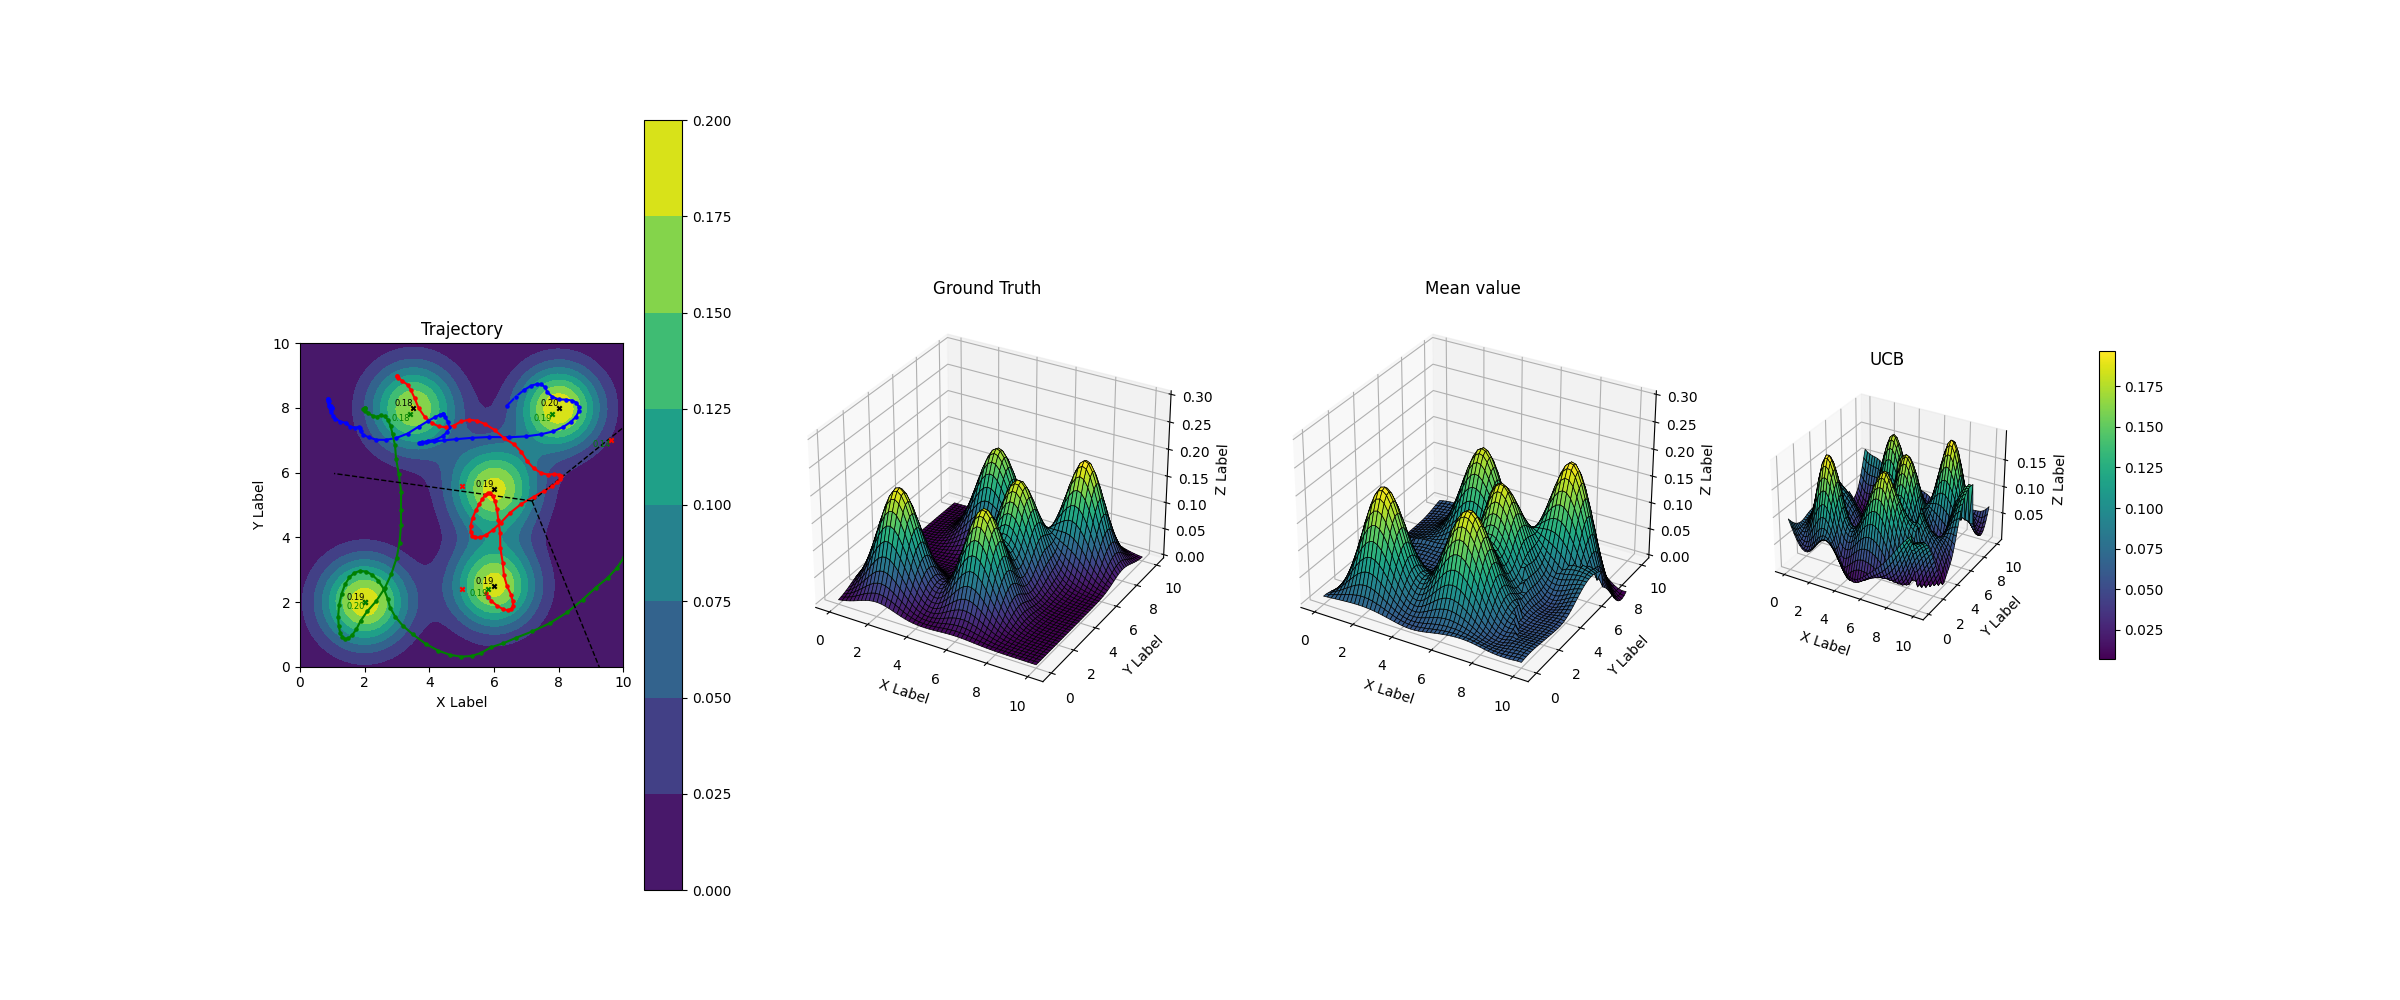 Trajectory
10
8
6
4
2
0
0 2 4 6 8 10
X Label
Y Label
0.18
0.18
0.20
0.19
0.19
0.19
0.19
0.19
0.20
0.200
0.175
0.150
0.125
0.100
0.075
0.050
0.025
0.000
Ground Truth
0.30
0.25
0.20
0.15
0.10
0.05
0.00
Z Label
0 2 4 6 8 10
X Label
0 2 4 6 8 10
Y Label
Mean value
0.30
0.25
0.20
0.15
0.10
0.05
0.00
Z Label
0 2 4 6 8 10
X Label
0 2 4 6 8 10
Y Label
UCB
0.15
0.10
0.05
Z Label
0 2 4 6 8 10
X Label
0 2 4 6 8 10
Y Label
0.175
0.150
0.125
0.100
0.075
0.050
0.025